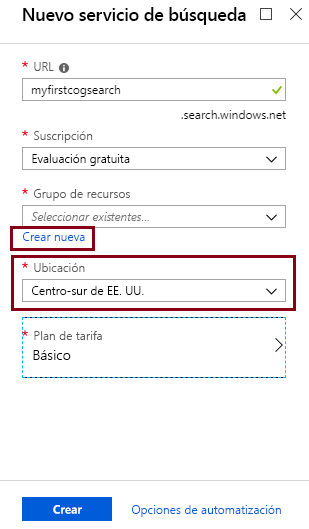 Nuevo servicio de búsqueda
* URL
myfirstcogsearch
.search.windows.net
* Suscripción
Evaluación gratuita
* Grupo de recursos
Seleccionar existentes...
Crear nueva
* Ubicación
Centro-sur de EE. UU.
* Plan de tarifa
Básico
Crear Opciones de automatización